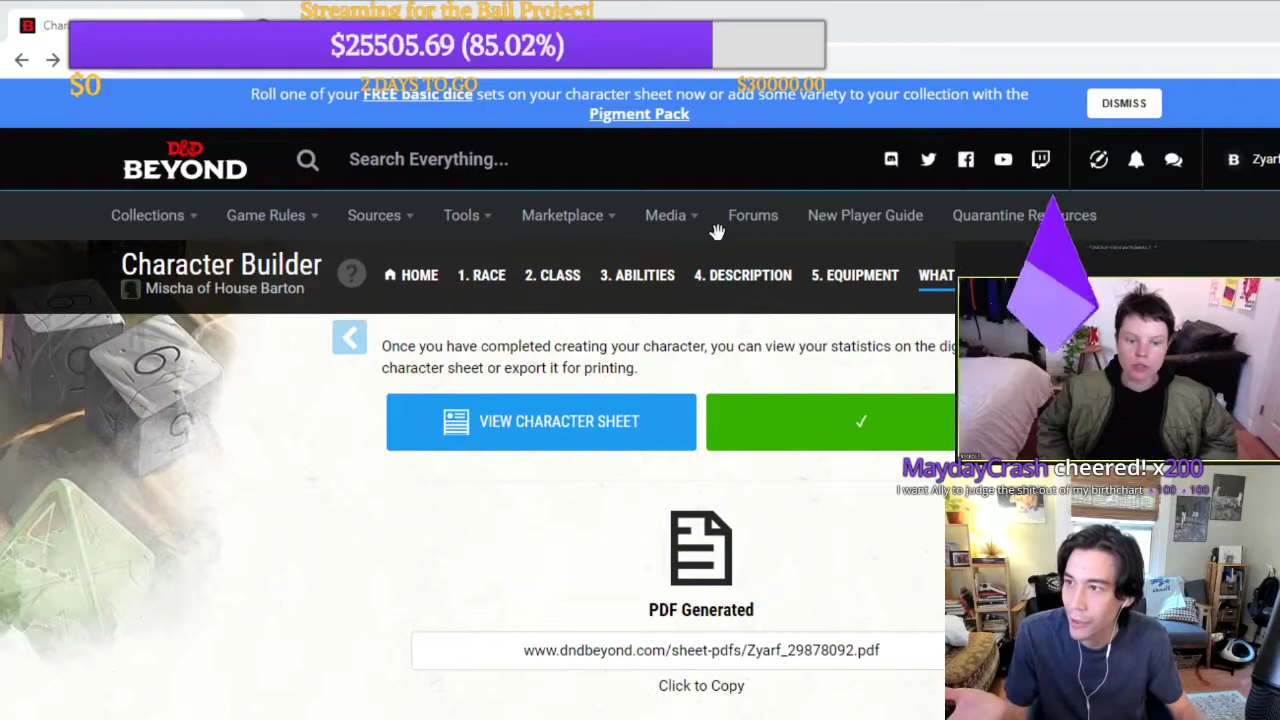 Streaming for the Bail Project!
Char
$25505.69 (85.02%)
$0
2 DAYS TO GO
$30000.00
Roll one of your FREE basic dice sets on your character sheet now or add some variety to your collection with the
Pigment Pack
DISMISS
D&D
BEYOND
Search Everything...
B Zyarf
Collections
Game Rules
Sources
Tools
Marketplace
Media
Forums
New Player Guide
Quarantine Resources
Character Builder
?
HOME
1. RACE
2. CLASS
3. ABILITIES
4. DESCRIPTION
5. EQUIPMENT
WHAT
Mischa of House Barton
Once you have completed creating your character, you can view your statistics on the dig
character sheet or export it for printing.
VIEW CHARACTER SHEET
MaydayCrash cheered! x200
I want Ally to judge the shit out of my birthchart 100 100
PDF Generated
www.dndbeyond.com/sheet-pdfs/Zyarf_29878092.pdf
Click to Copy